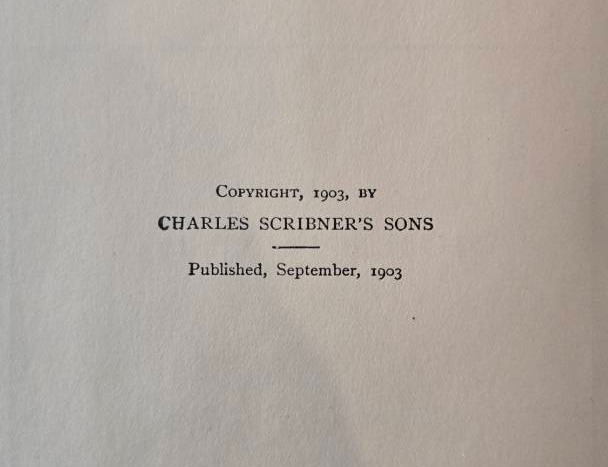 Copyright, 1903, by
CHARLES SCRIBNER'S SONS
Published, September, 1903